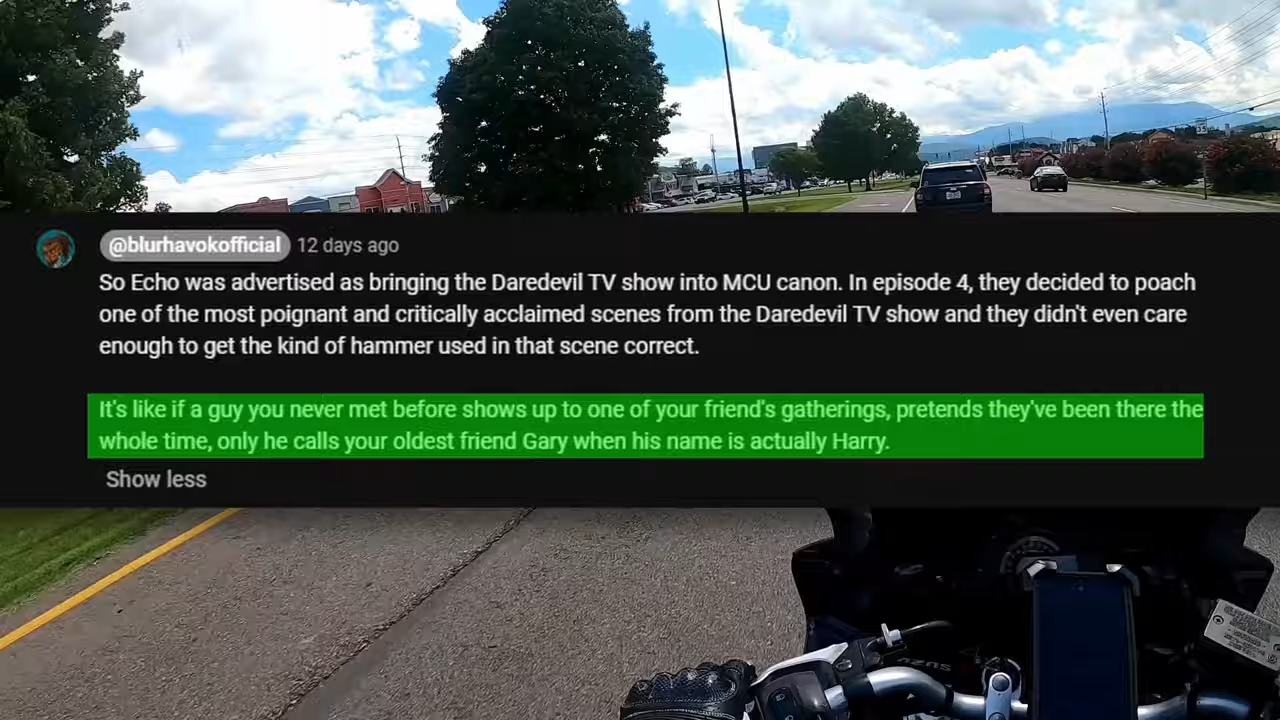 @blurhavokofficial 12 days ago
So Echo was advertised as bringing the Daredevil TV show into MCU canon. In episode 4, they decided to poach
one of the most poignant and critically acclaimed scenes from the Daredevil TV show and they didn't even care
enough to get the kind of hammer used in that scene correct.
It's like if a guy you never met before shows up to one of your friend's gatherings, pretends they've been there the
whole time, only he calls your oldest friend Gary when his name is actually Harry.
Show less